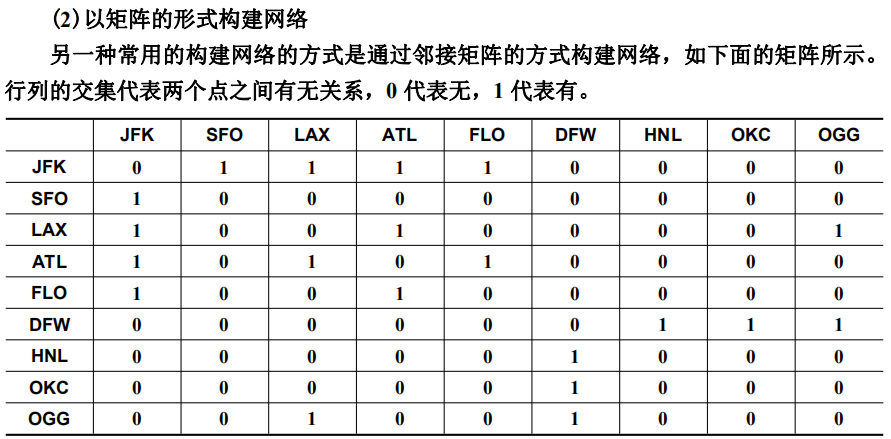 (2)以矩阵的形式构建网络
另一种常用的构建网络的方式是通过邻接矩阵的方式构建网络，如下面的矩阵所示。
行列的交集代表两个点之间有无关系，0 代表无，1 代表有。
JFK SFO LAX ATL FLO DFW HNL OKC OGG
JFK 0 1 1 1 1 0 0 0 0
SFO 1 0 0 0 0 0 0 0 0
LAX 1 0 0 1 0 0 0 0 1
ATL 1 0 1 0 1 0 0 0 0
FLO 1 0 0 1 0 0 0 0 0
DFW 0 0 0 0 0 0 1 1 1
HNL 0 0 0 0 0 1 0 0 0
OKC 0 0 0 0 0 1 0 0 0
OGG 0 0 1 0 0 1 0 0 0